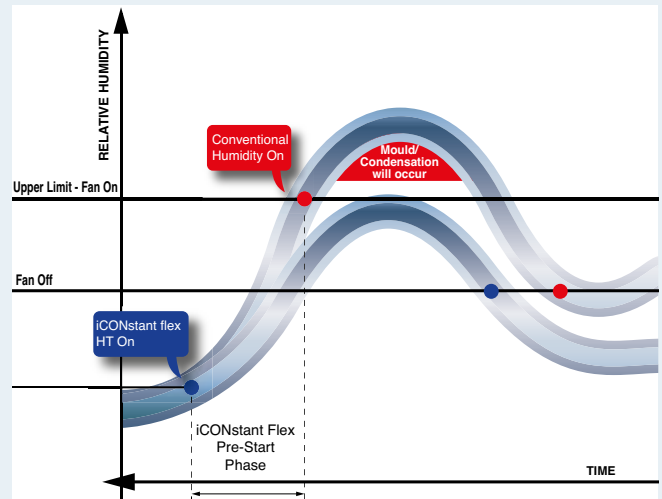 RELATIVE HUMIDITY
Conventional
Humidity On
Mould/
Condensation
will occur
Upper Limit - Fan On
Fan Off
iCONstant flex
HT On
iCONstant Flex
Pre-Start
Phase
TIME